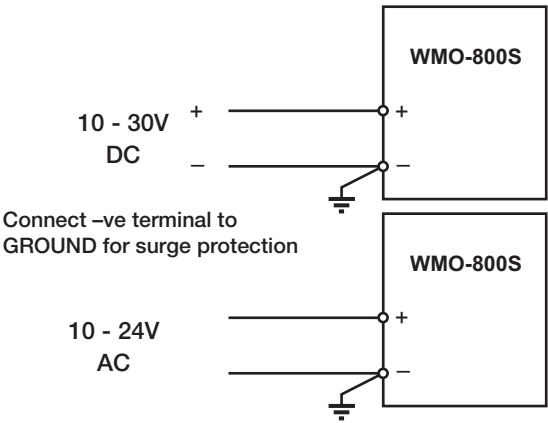 WMO-800S
10 - 30V
DC
+
–
+
–
Connect –ve terminal to
GROUND for surge protection
WMO-800S
10 - 24V
AC
+
–